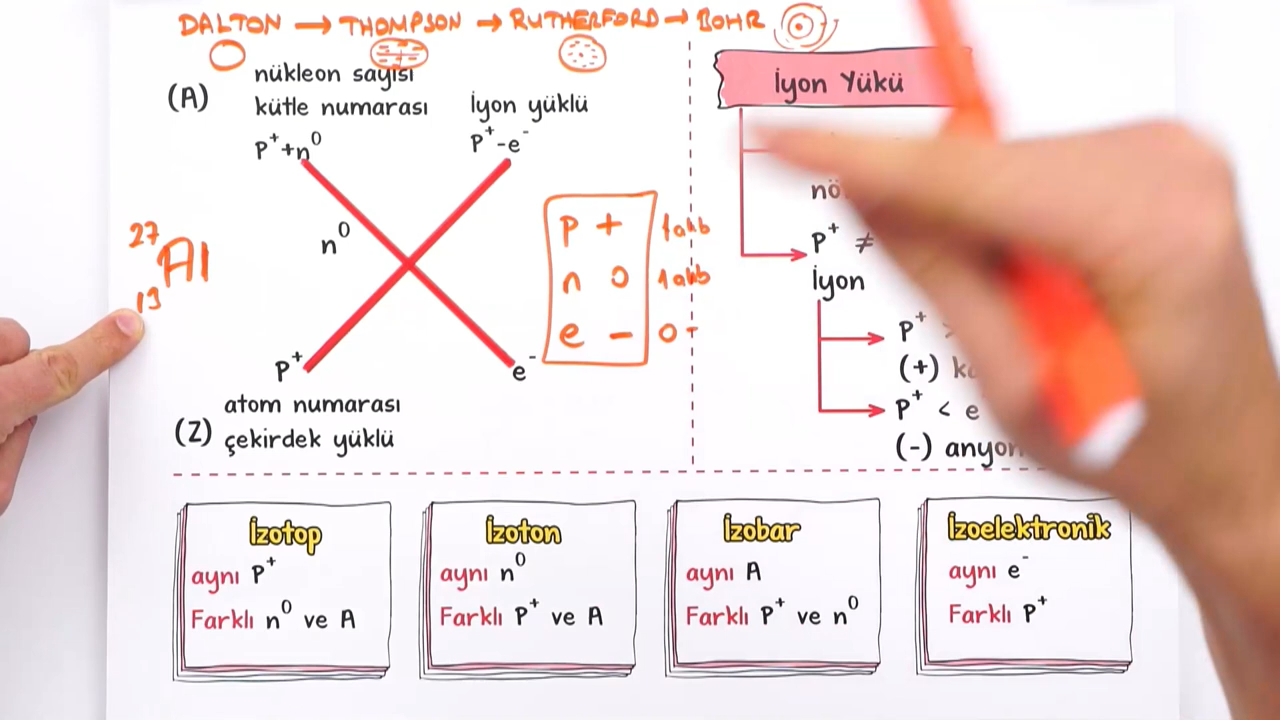 DALTON → THOMPSON → RUTHERFORD → BOHR
(A)
nükleon sayısı
kütle numarası
P⁺+n⁰
İyon yüklü
P⁺-e⁻
n⁰
27
13 Al
P⁺
e⁻
(Z)
atom numarası
çekirdek yüklü
p + 1akb
n 0 1akb
e - 0
İyon Yükü
P⁺ ≠
İyon
P⁺ >
(+)
P⁺ < e
(-) anyon
İzotop
aynı P⁺
Farklı n⁰ ve A
İzoton
aynı n⁰
Farklı P⁺ ve A
İzobar
aynı A
Farklı P⁺ ve n⁰
İzoelektronik
aynı e⁻
Farklı P⁺